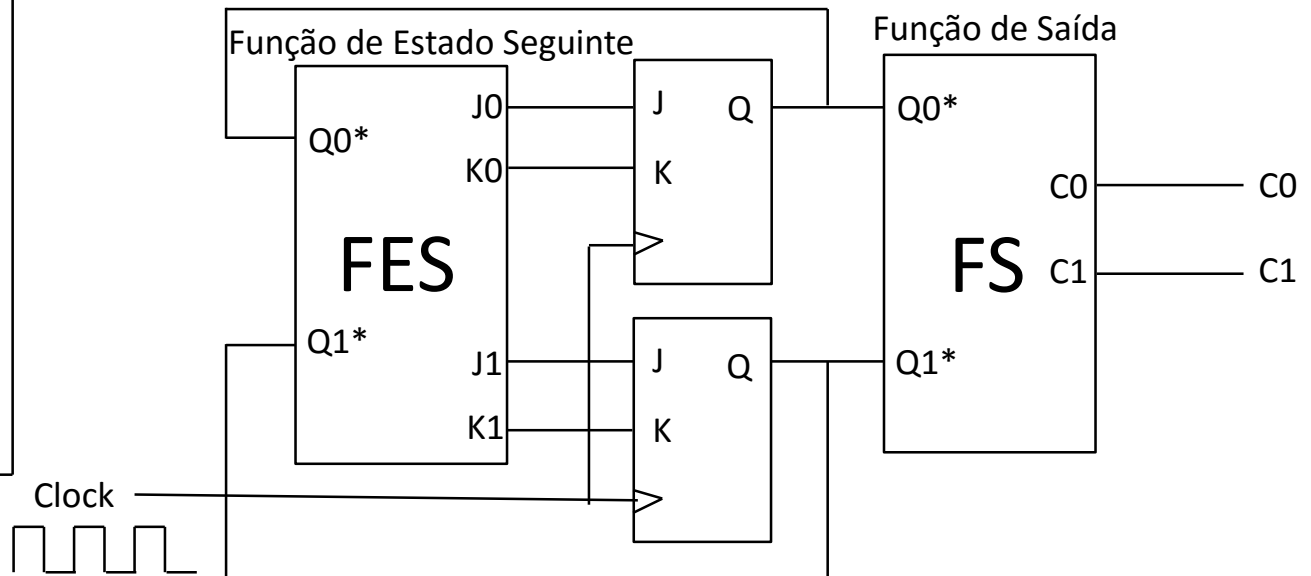 Função de Estado Seguinte
Função de Saída
Q0*
J0
K0
FES
Q1*
J1
K1
J
Q
K
J
Q
K
Q0*
C0
C0
FS
C1
C1
Q1*
Clock